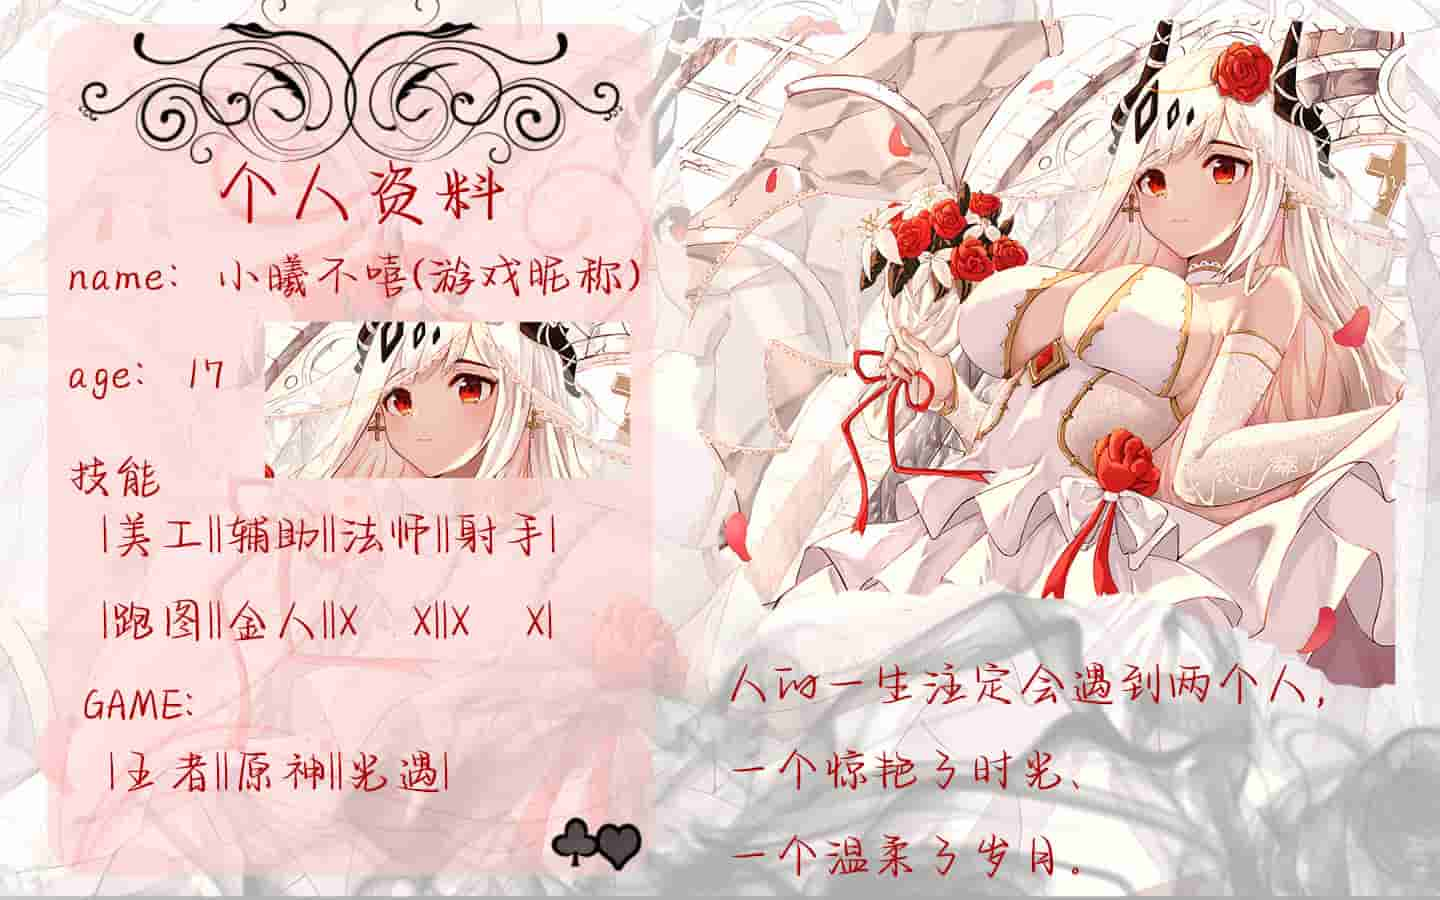 个人资料
name: 小曦不嘻(游戏昵称)
age: 17
技能
|美工||辅助||法师||射手|
|跑图||金人||X X||X X|
GAME:
|王者||原神||光遇|
人的一生注定会遇到两个人，
一个惊艳了时光、
一个温柔了岁月。